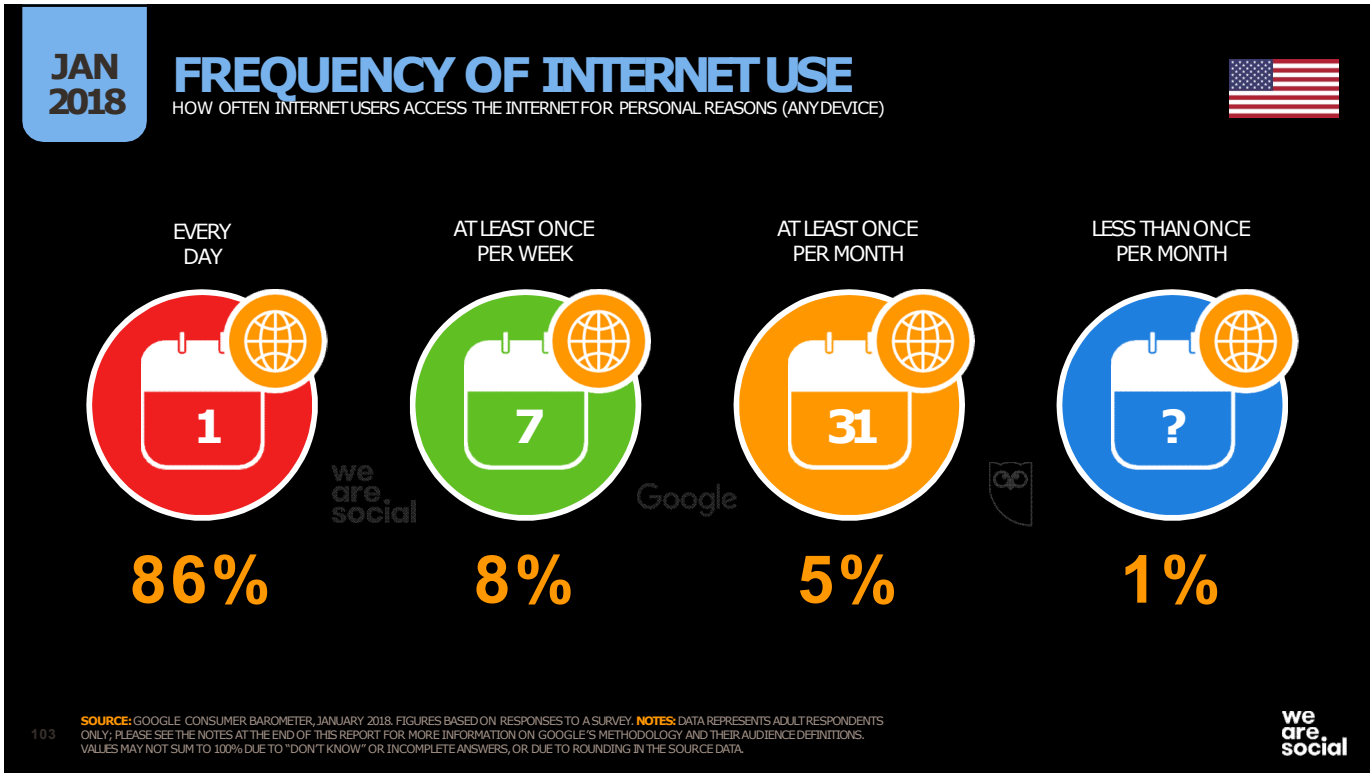 JAN
2018
FREQUENCY OF INTERNET USE
HOW OFTEN INTERNET USERS ACCESS THE INTERNET FOR PERSONAL REASONS (ANY DEVICE)
EVERY
DAY
AT LEAST ONCE
PER WEEK
AT LEAST ONCE
PER MONTH
LESS THAN ONCE
PER MONTH
1
7
31
?
we
are
social
Google
86%
8%
5%
1%
103
SOURCE: GOOGLE CONSUMER BAROMETER, JANUARY 2018. FIGURES BASED ON RESPONSES TO A SURVEY. NOTES: DATA REPRESENTS ADULT RESPONDENTS
ONLY; PLEASE SEE THE NOTES AT THE END OF THIS REPORT FOR MORE INFORMATION ON GOOGLE'S METHODOLOGY AND THEIR AUDIENCE DEFINITIONS.
VALUES MAY NOT SUM TO 100% DUE TO “DON'T KNOW” OR INCOMPLETE ANSWERS, OR DUE TO ROUNDING IN THE SOURCE DATA.
we
are
social